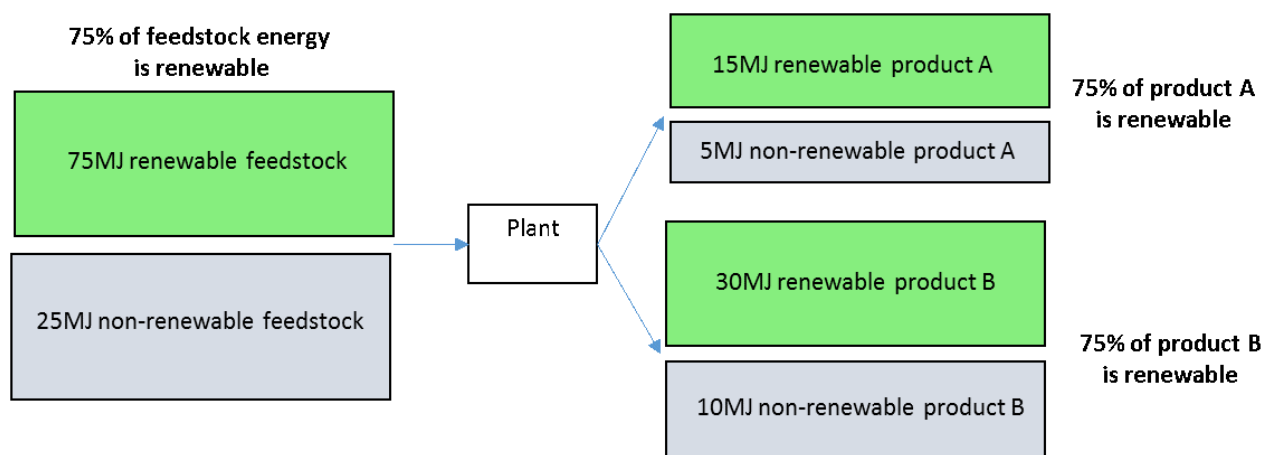 75% of feedstock energy
is renewable
75MJ renewable feedstock
25MJ non-renewable feedstock
Plant
15MJ renewable product A
5MJ non-renewable product A
75% of product A
is renewable
30MJ renewable product B
10MJ non-renewable product B
75% of product B
is renewable